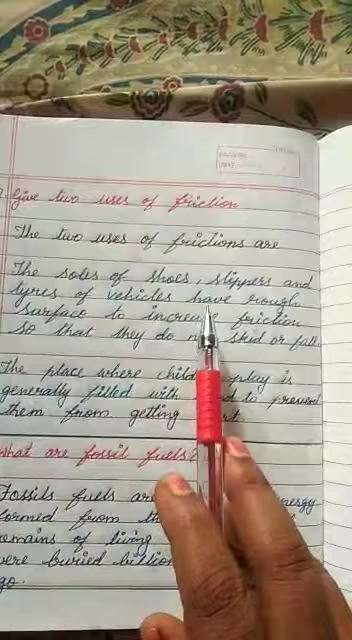 Give two uses of friction
The two uses of frictions are
The soles of shoes, slippers and
tyres of vehicles have rough
surface to increase friction
so that they do skid or fall
The place where play is
generally filled with to prevent
them from getting
What are fossil fuels?
Fossils fuels are
formed from
remains of living
were buried
ago.